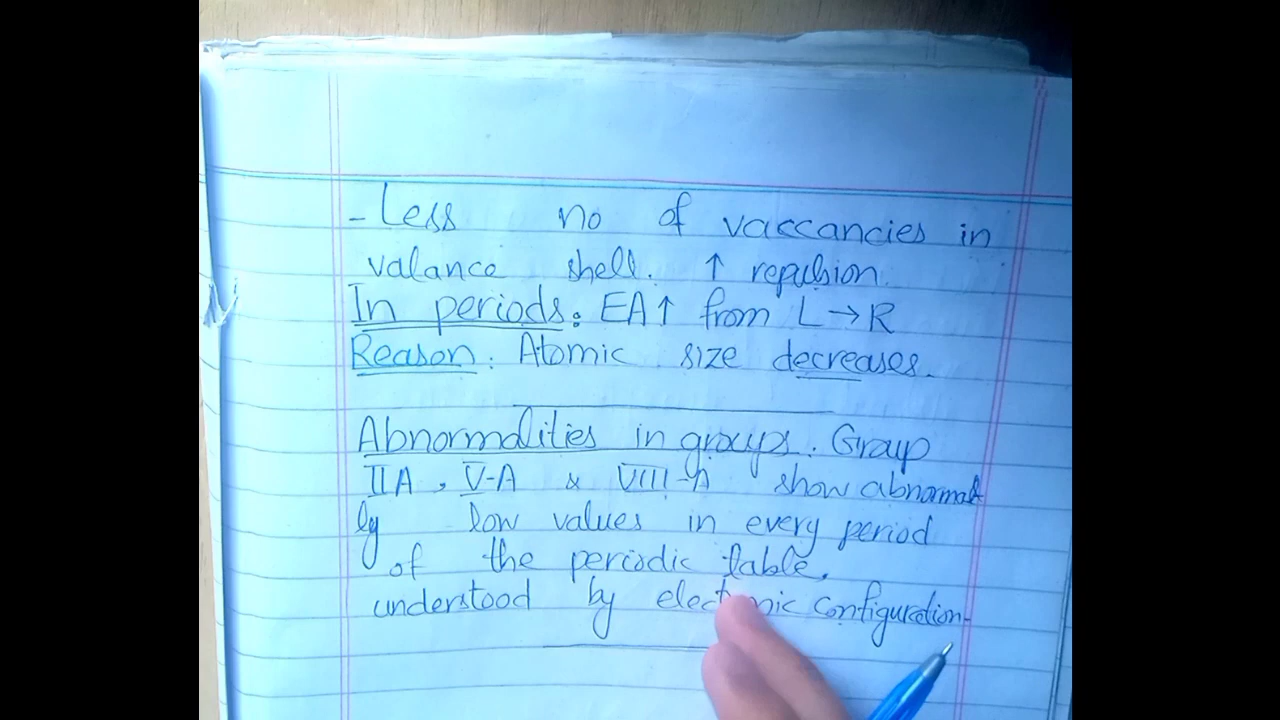 - Less no of vaccancies in
valance shell. ↑ repulsion.
In periods: EA↑ from L → R
Reason: Atomic size decreases.
Abnormalities in groups. Group
IIA, V-A & VIII-A show abnormal-
ly low values in every period
of the periodic table.
understood by electronic configuration.